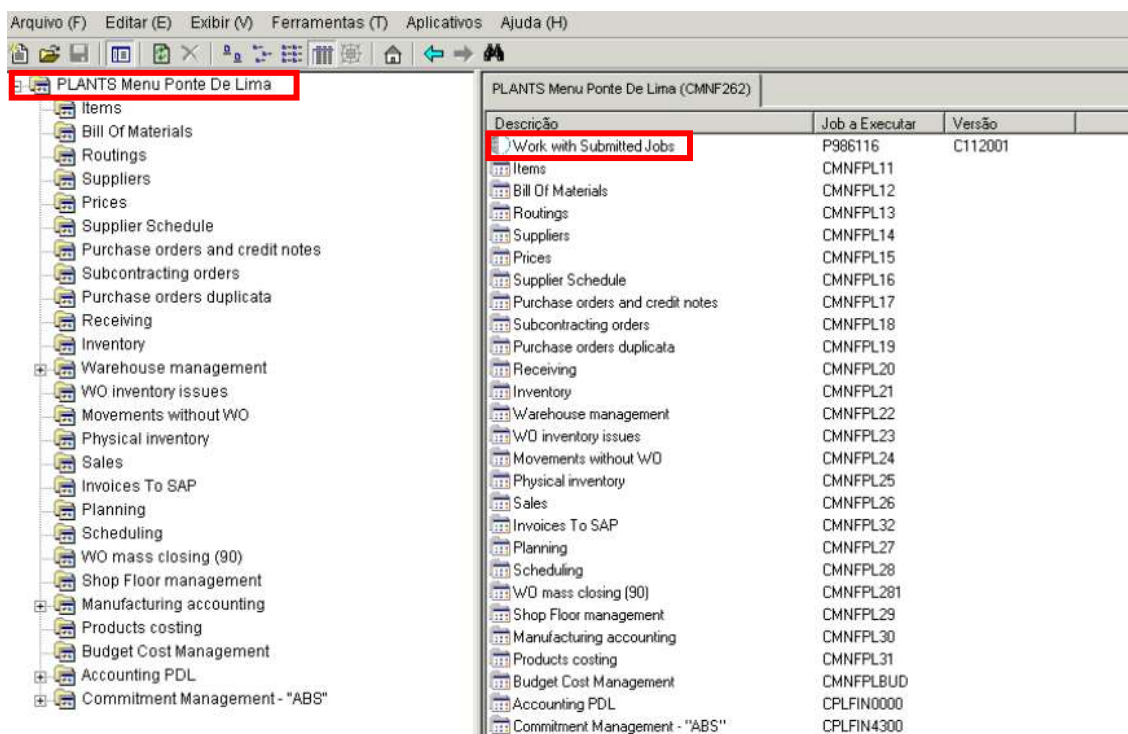 Arquivo (F) Editar (E) Exibir (V) Ferramentas (T) Aplicativos Ajuda (H)
PLANTS Menu Ponte De Lima
Items
Bill Of Materials
Routings
Suppliers
Prices
Supplier Schedule
Purchase orders and credit notes
Subcontracting orders
Purchase orders duplicata
Receiving
Inventory
Warehouse management
WO inventory issues
Movements without WO
Physical inventory
Sales
Invoices To SAP
Planning
Scheduling
WO mass closing (90)
Shop Floor management
Manufacturing accounting
Products costing
Budget Cost Management
Accounting PDL
Commitment Management - "ABS"
PLANTS Menu Ponte De Lima (CMNF262)
Descrição Job a Executar Versão
Work with Submitted Jobs P986116 C112001
Items CMNFPL11
Bill Of Materials CMNFPL12
Routings CMNFPL13
Suppliers CMNFPL14
Prices CMNFPL15
Supplier Schedule CMNFPL16
Purchase orders and credit notes CMNFPL17
Subcontracting orders CMNFPL18
Purchase orders duplicata CMNFPL19
Receiving CMNFPL20
Inventory CMNFPL21
Warehouse management CMNFPL22
WO inventory issues CMNFPL23
Movements without WO CMNFPL24
Physical inventory CMNFPL25
Sales CMNFPL26
Invoices To SAP CMNFPL32
Planning CMNFPL27
Scheduling CMNFPL28
WO mass closing (90) CMNFPL281
Shop Floor management CMNFPL29
Manufacturing accounting CMNFPL30
Products costing CMNFPL31
Budget Cost Management CMNFPLBUD
Accounting PDL CPLFIN0000
Commitment Management - "ABS" CPLFIN4300